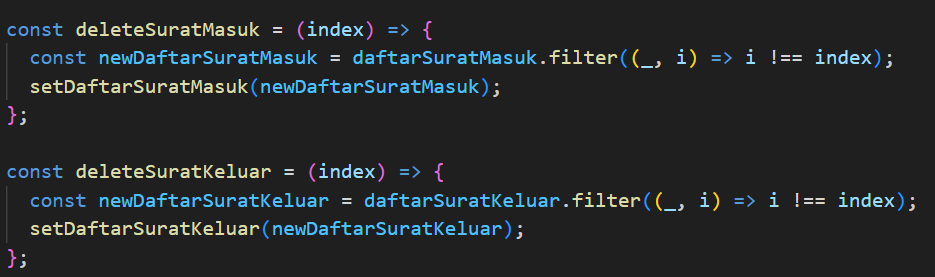 const deleteSuratMasuk = (index) => {
  const newDaftarSuratMasuk = daftarSuratMasuk.filter((_, i) => i !== index);
  setDaftarSuratMasuk(newDaftarSuratMasuk);
};

const deleteSuratKeluar = (index) => {
  const newDaftarSuratKeluar = daftarSuratKeluar.filter((_, i) => i !== index);
  setDaftarSuratKeluar(newDaftarSuratKeluar);
};